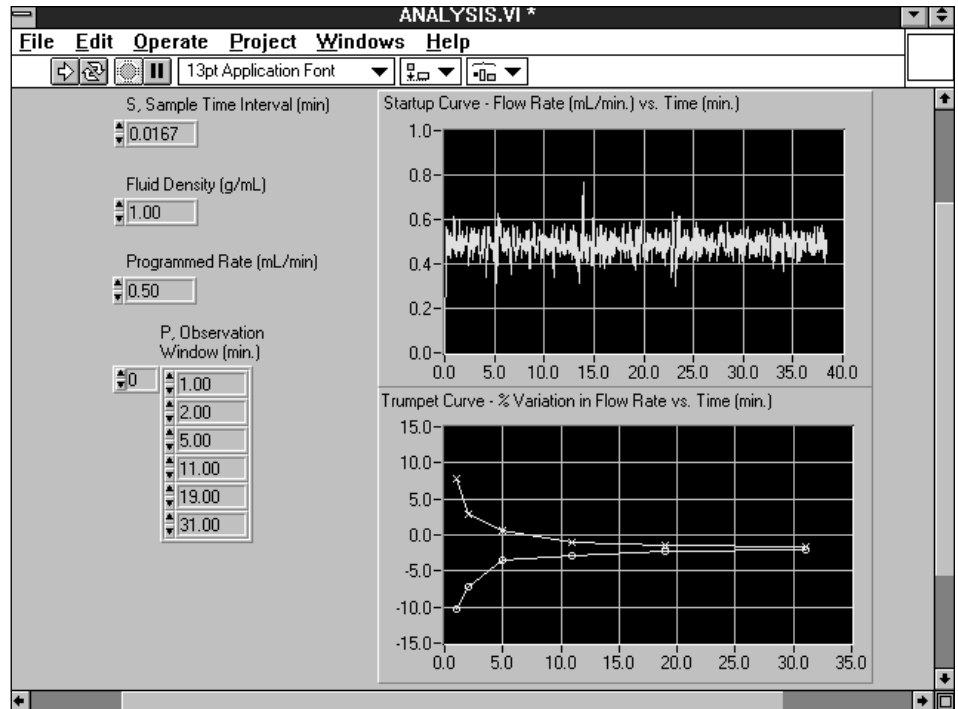 ANALYSIS.VI *
File Edit Operate Project Windows Help
13pt Application Font
S, Sample Time Interval (min)
0.0167
Fluid Density (g/mL)
1.00
Programmed Rate (mL/min)
0.50
P, Observation
Window (min.)
0
1.00
2.00
5.00
11.00
19.00
31.00
Startup Curve - Flow Rate (mL/min.) vs. Time (min.)
1.0
0.8
0.6
0.4
0.2
0.0
0.0 5.0 10.0 15.0 20.0 25.0 30.0 35.0 40.0
Trumpet Curve - % Variation in Flow Rate vs. Time (min.)
15.0
10.0
5.0
0.0
-5.0
-10.0
-15.0
0.0 5.0 10.0 15.0 20.0 25.0 30.0 35.0